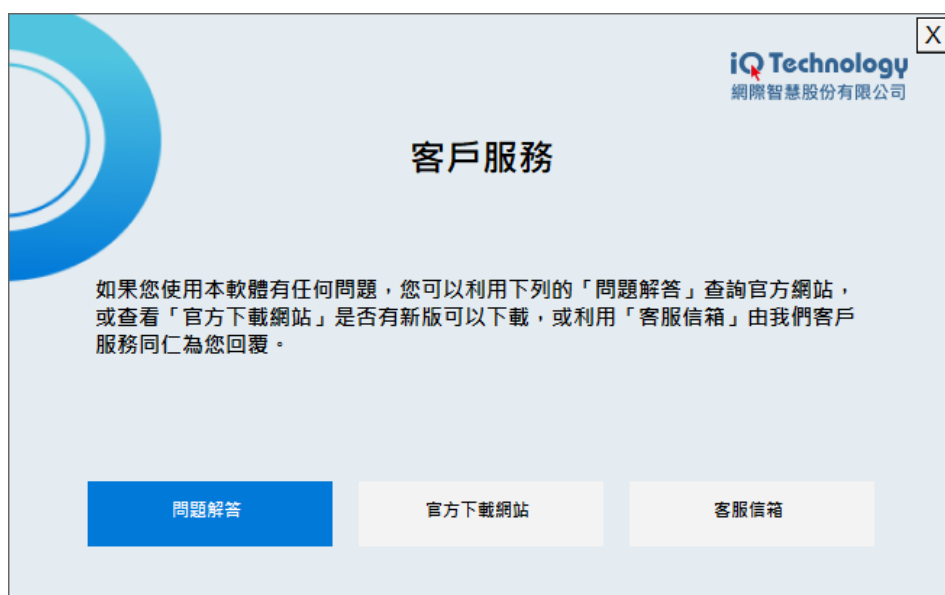 X
iQ Technology
網際智慧股份有限公司
客戶服務
如果您使用本軟體有任何問題，您可以利用下列的「問題解答」查詢官方網站，
或查看「官方下載網站」是否有新版可以下載，或利用「客服信箱」由我們客戶
服務同仁為您回覆。
問題解答
官方下載網站
客服信箱